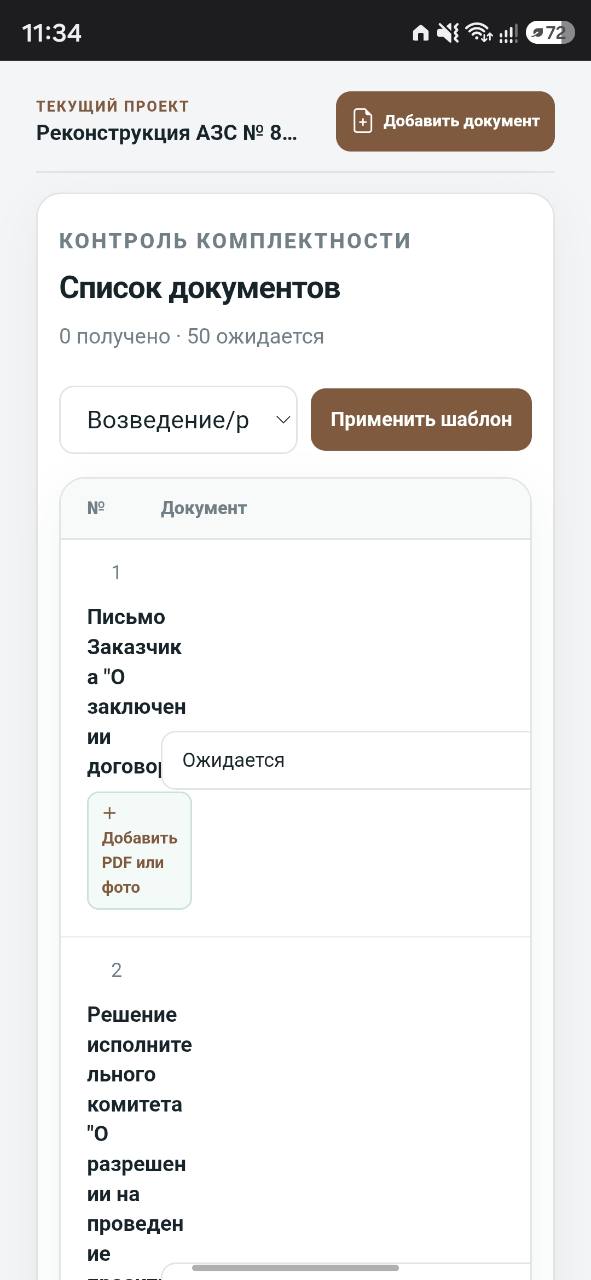 11:34
72
ТЕКУЩИЙ ПРОЕКТ
Реконструкция АЗС № 8...
Добавить документ
КОНТРОЛЬ КОМПЛЕКТНОСТИ
Список документов
0 получено · 50 ожидается
Возведение/р
Применить шаблон
№ Документ
1
Письмо
Заказчик
а "О
заключен
ии
договор
Ожидается
+
Добавить
PDF или
фото
2
Решение
исполните
льного
комитета
"О
разрешен
ии на
проведен
ие